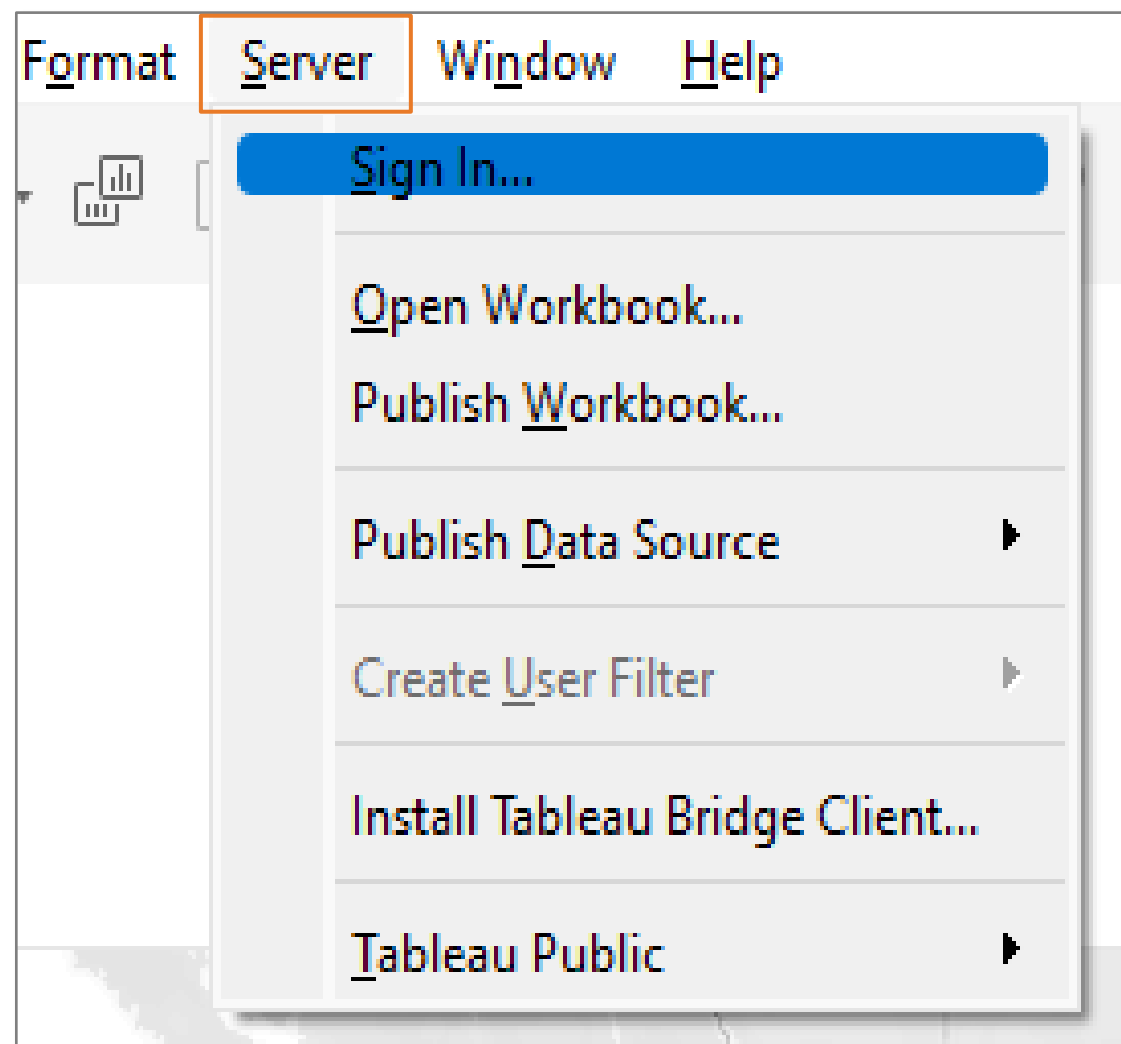 Format Server Window Help
Sign In...
Open Workbook...
Publish Workbook...
Publish Data Source
Create User Filter
Install Tableau Bridge Client...
Tableau Public